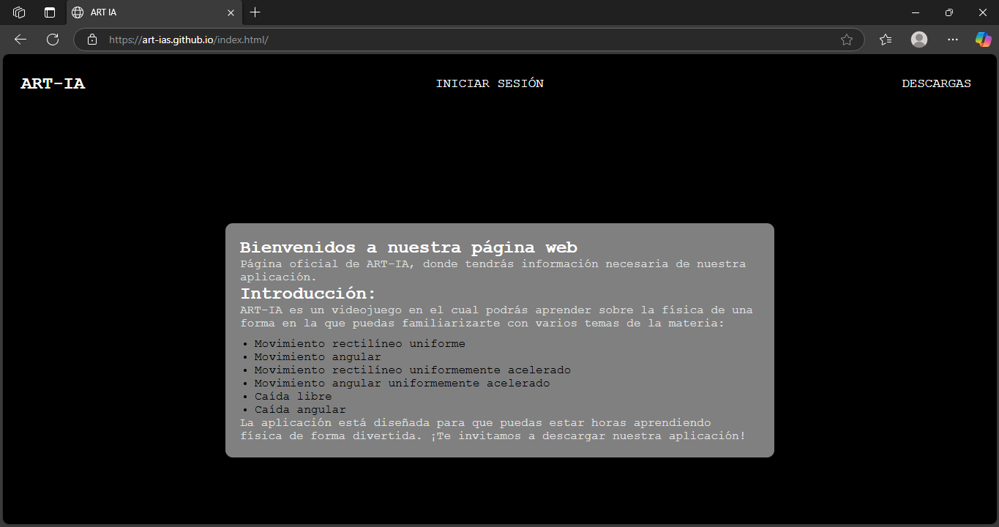 ART IA
https://art-ias.github.io/index.html/
ART-IA
INICIAR SESIÓN
DESCARGAS
Bienvenidos a nuestra página web
Página oficial de ART-IA, donde tendrás información necesaria de nuestra
aplicación.
Introducción:
ART-IA es un videojuego en el cual podrás aprender sobre la física de una
forma en la que puedas familiarizarte con varios temas de la materia:
• Movimiento rectilíneo uniforme
• Movimiento angular
• Movimiento rectilíneo uniformemente acelerado
• Movimiento angular uniformemente acelerado
• Caída libre
• Caída angular
La aplicación está diseñada para que puedas estar horas aprendiendo
física de forma divertida. ¡Te invitamos a descargar nuestra aplicación!